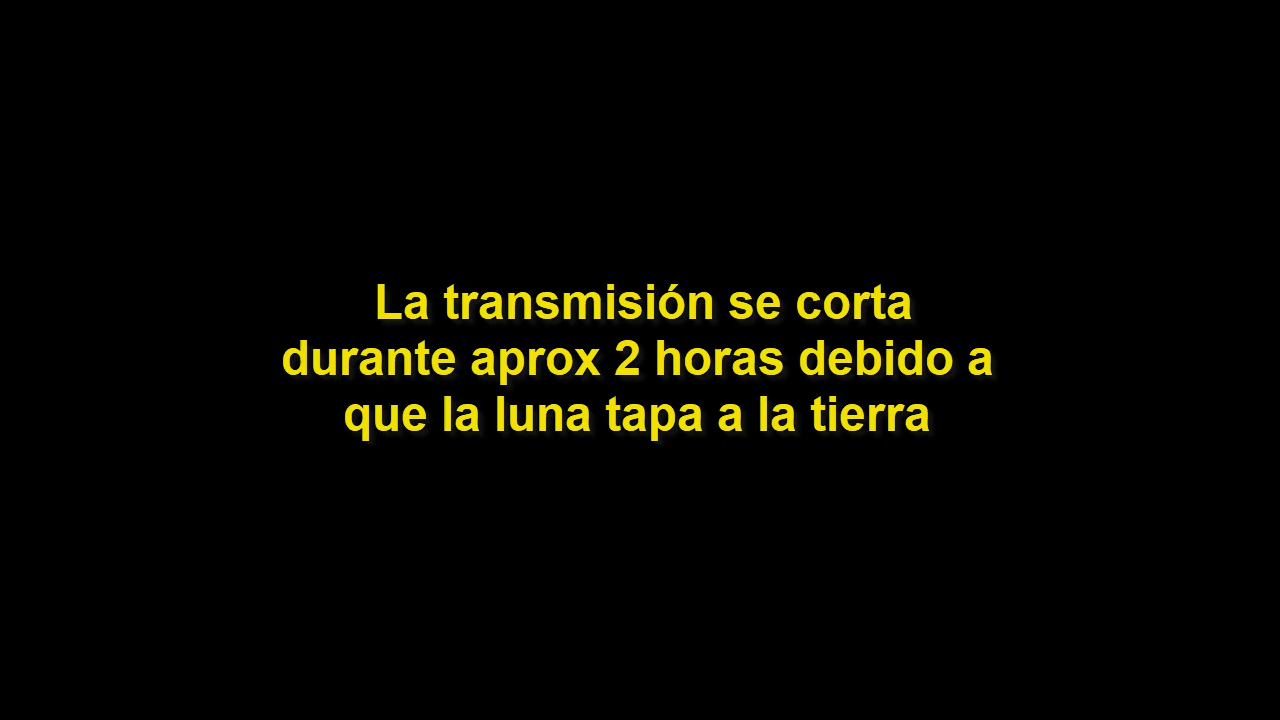 La transmisión se corta
durante aprox 2 horas debido a
que la luna tapa a la tierra